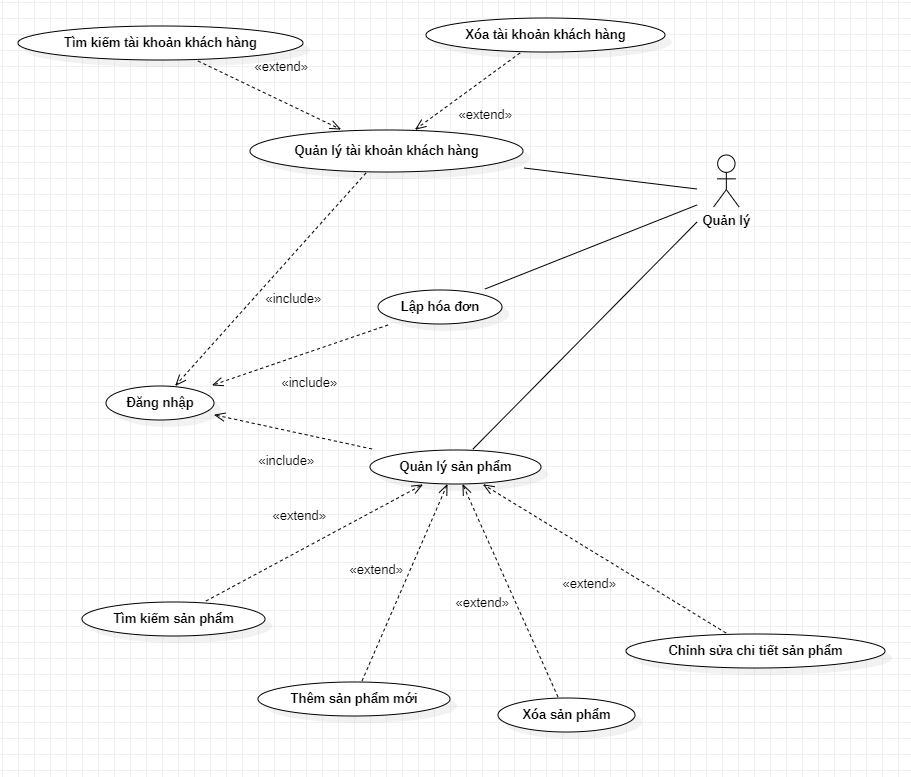 Tìm kiếm tài khoản khách hàng
Xóa tài khoản khách hàng
«extend»
«extend»
Quản lý tài khoản khách hàng
Quản lý
«include»
Lập hóa đơn
«include»
Đăng nhập
«include»
Quản lý sản phẩm
«extend»
«extend»
«extend»
«extend»
Tìm kiếm sản phẩm
Chỉnh sửa chi tiết sản phẩm
Thêm sản phẩm mới
Xóa sản phẩm